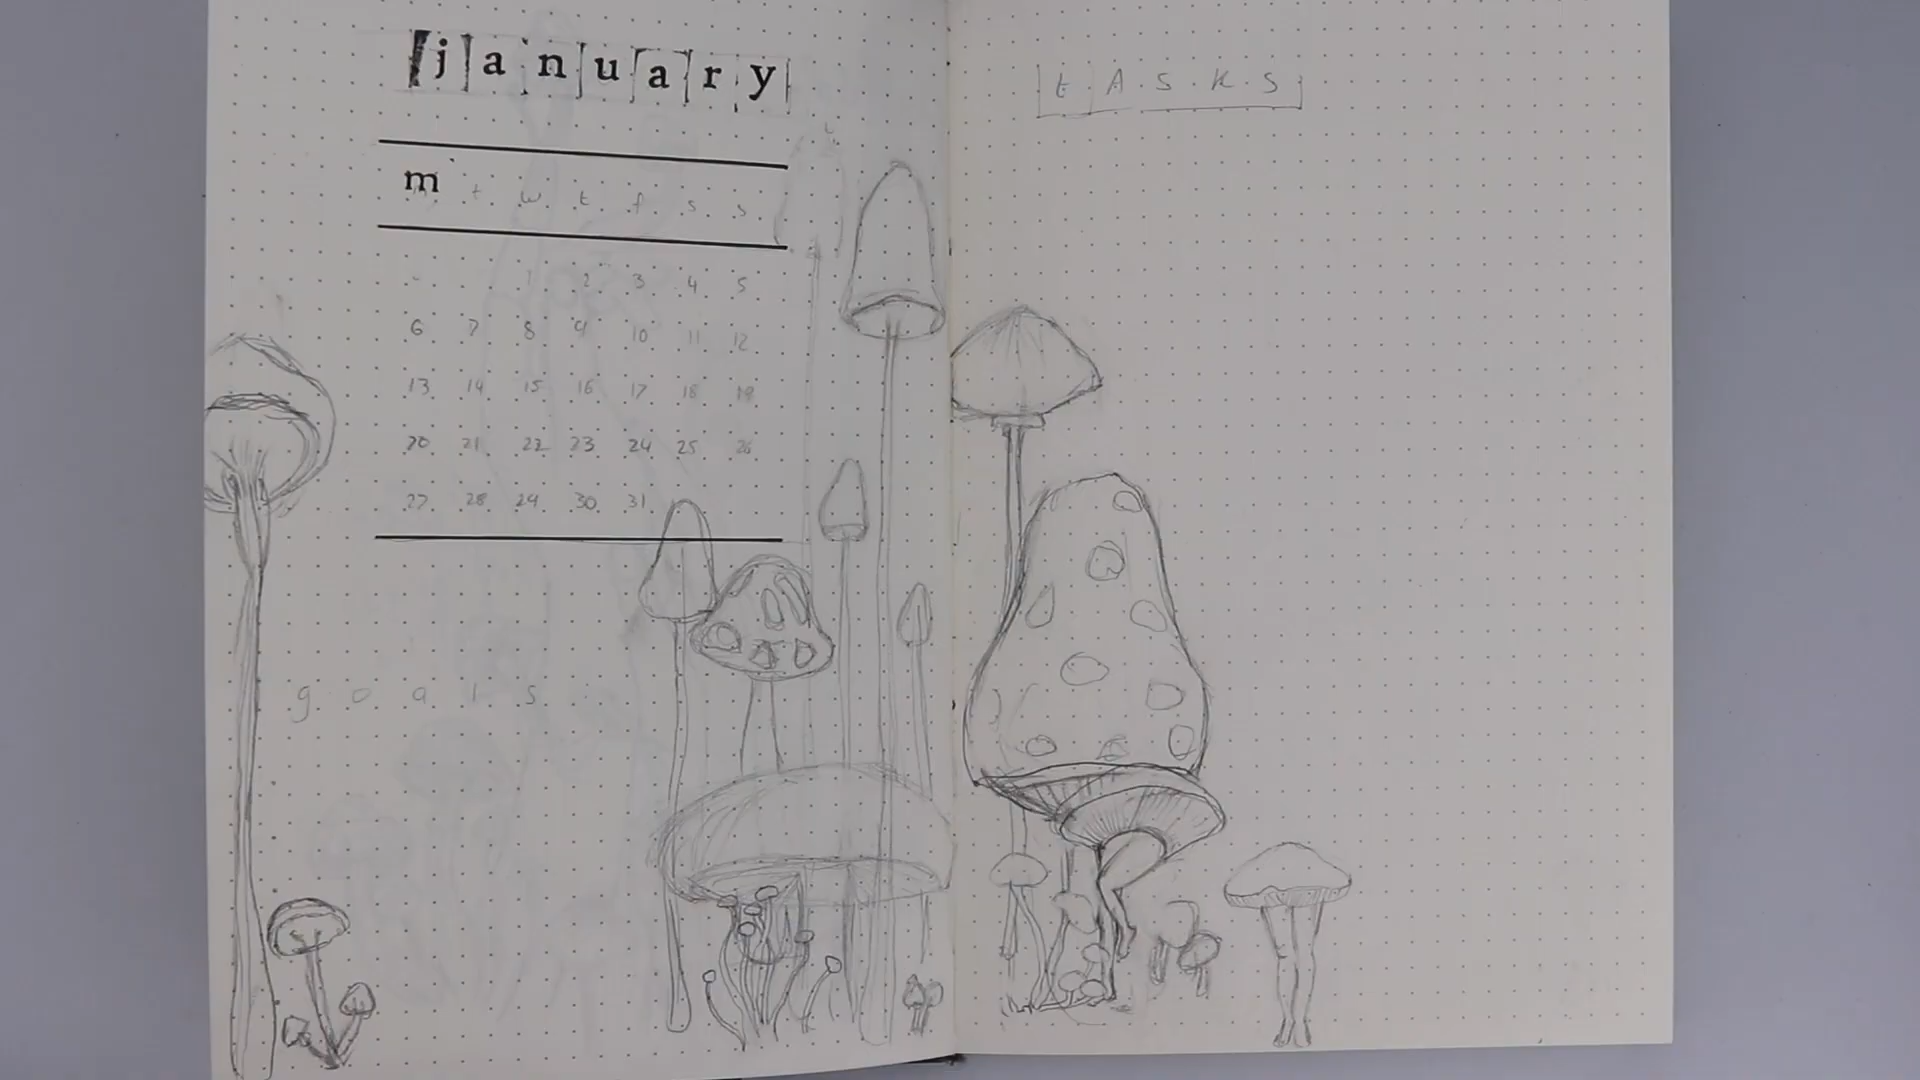 january
tASKS
m t w t f s s
1 2 3 4 5
6 7 8 9 10 11 12
13 14 15 16 17 18 19
20 21 22 23 24 25 26
27 28 29 30 31
goals